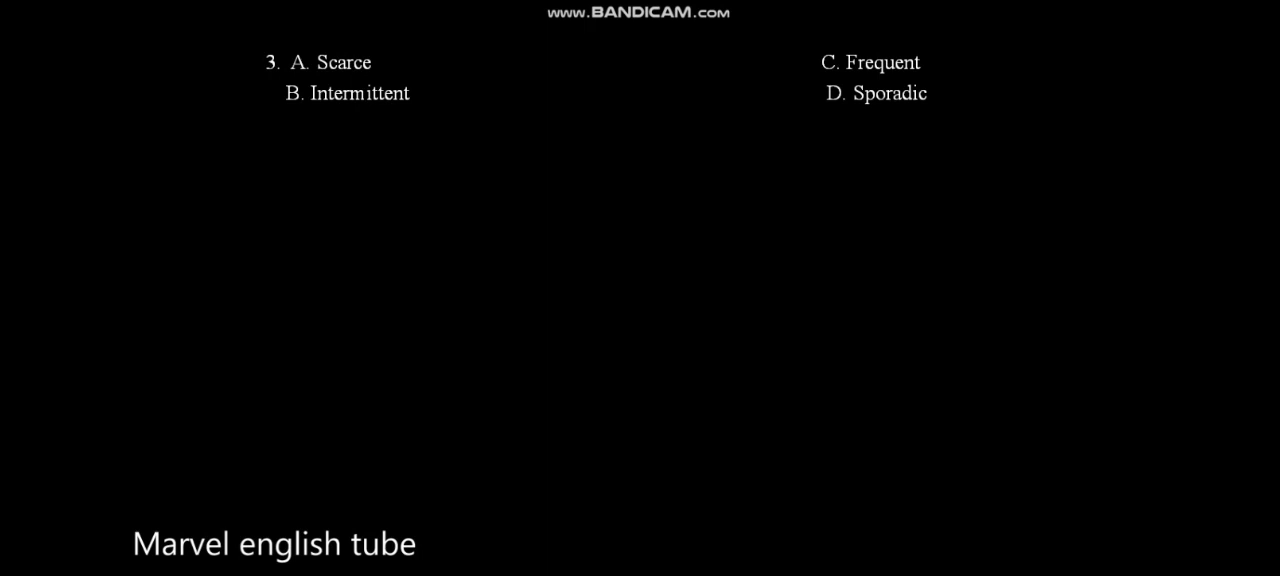 www.BANDICAM.com
3. A. Scarce
B. Intermittent
C. Frequent
D. Sporadic
Marvel english tube